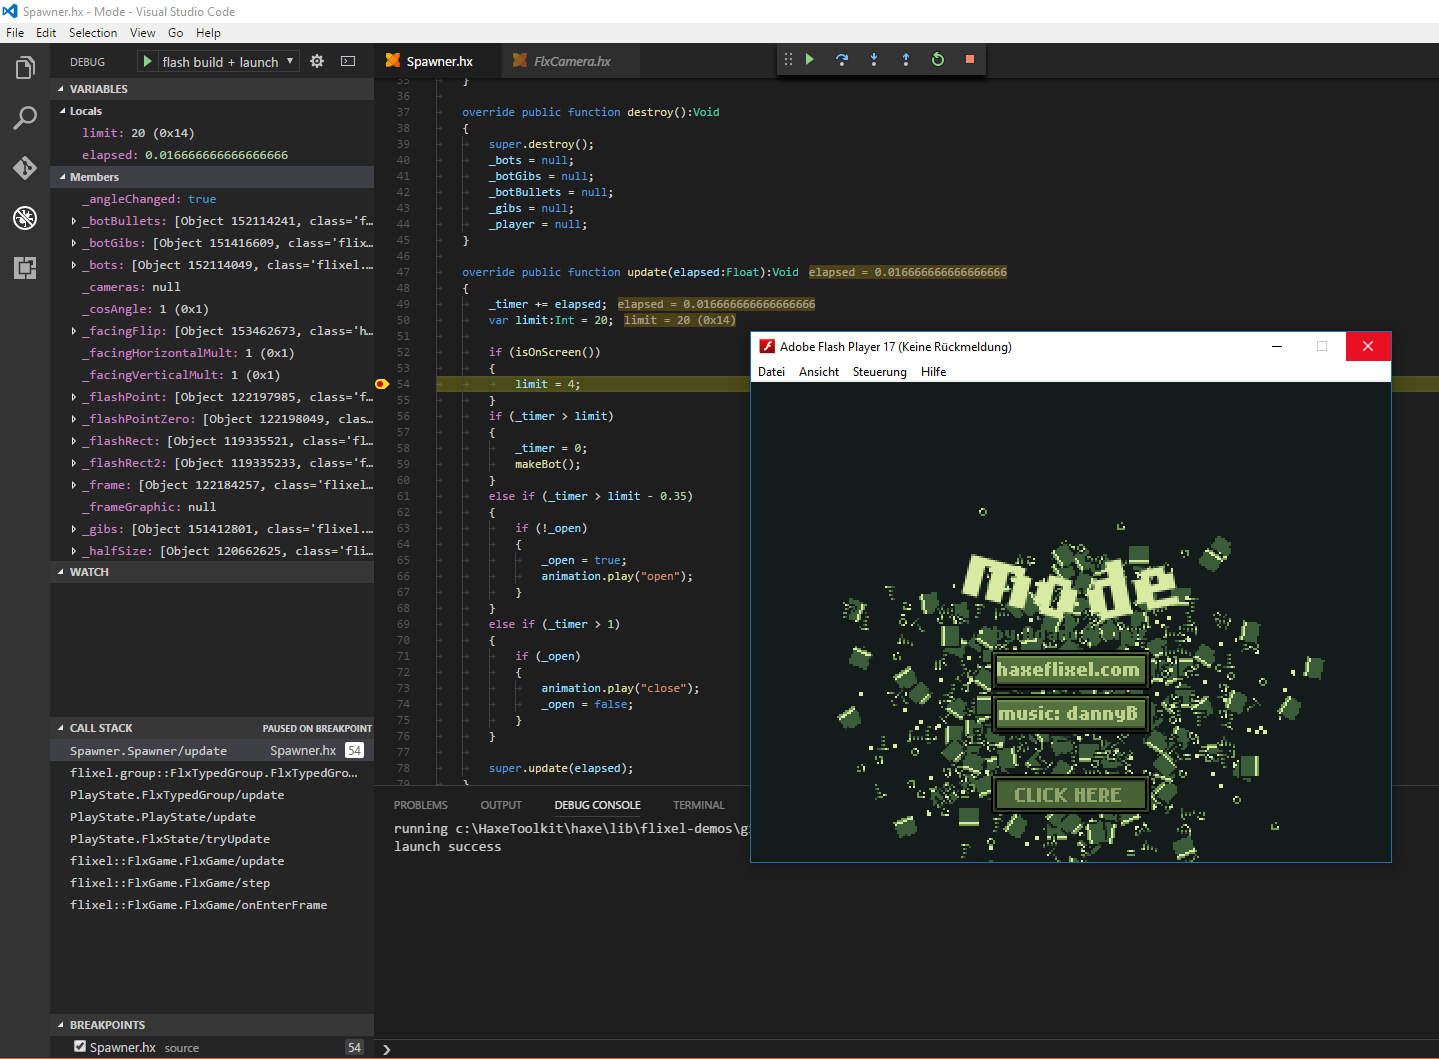 Spawner.hx - Mode - Visual Studio Code
File Edit Selection View Go Help
DEBUG flash build + launch
VARIABLES
Locals
limit: 20 (0x14)
elapsed: 0.016666666666666666
Members
_angleChanged: true
_botBullets: [Object 152114241, class='f...
_botGibs: [Object 151416609, class='flix...
_bots: [Object 152114049, class='flixel....
_cameras: null
_cosAngle: 1 (0x1)
_facingFlip: [Object 153462673, class='h...
_facingHorizontalMult: 1 (0x1)
_facingVerticalMult: 1 (0x1)
_flashPoint: [Object 122197985, class='f...
_flashPointZero: [Object 122198049, clas...
_flashRect: [Object 119335521, class='fl...
_flashRect2: [Object 119335233, class='f...
_frame: [Object 122184257, class='flixel...
_frameGraphic: null
_gibs: [Object 151412801, class='flixel....
_halfSize: [Object 120662625, class='fli...
WATCH
CALL STACK PAUSED ON BREAKPOINT
Spawner.Spawner/update Spawner.hx 54
flixel.group::FlxTypedGroup.FlxTypedGro...
PlayState.FlxTypedGroup/update
PlayState.PlayState/update
PlayState.FlxState/tryUpdate
flixel::FlxGame.FlxGame/update
flixel::FlxGame.FlxGame/step
flixel::FlxGame.FlxGame/onEnterFrame
BREAKPOINTS
Spawner.hx source 54
Spawner.hx FlxCamera.hx
35 }
36
37 override public function destroy():Void
38 {
39 super.destroy();
40 _bots = null;
41 _botGibs = null;
42 _botBullets = null;
43 _gibs = null;
44 _player = null;
45 }
46
47 override public function update(elapsed:Float):Void elapsed = 0.016666666666666666
48 {
49 _timer += elapsed; elapsed = 0.016666666666666666
50 var limit:Int = 20; limit = 20 (0x14)
51
52 if (isOnScreen())
53 {
54 limit = 4;
55 }
56 if (_timer > limit)
57 {
58 _timer = 0;
59 makeBot();
60 }
61 else if (_timer > limit - 0.35)
62 {
63 if (!_open)
64 {
65 _open = true;
66 animation.play("open");
67 }
68 }
69 else if (_timer > 1)
70 {
71 if (_open)
72 {
73 animation.play("close");
74 _open = false;
75 }
76 }
77
78 super.update(elapsed);
79 }
PROBLEMS OUTPUT DEBUG CONSOLE TERMINAL
running c:\HaxeToolkit\haxe\lib\flixel-demos\g
launch success
Adobe Flash Player 17 (Keine Rückmeldung)
Datei Ansicht Steuerung Hilfe
mode
haxeflixel.com
music: dannyB
CLICK HERE